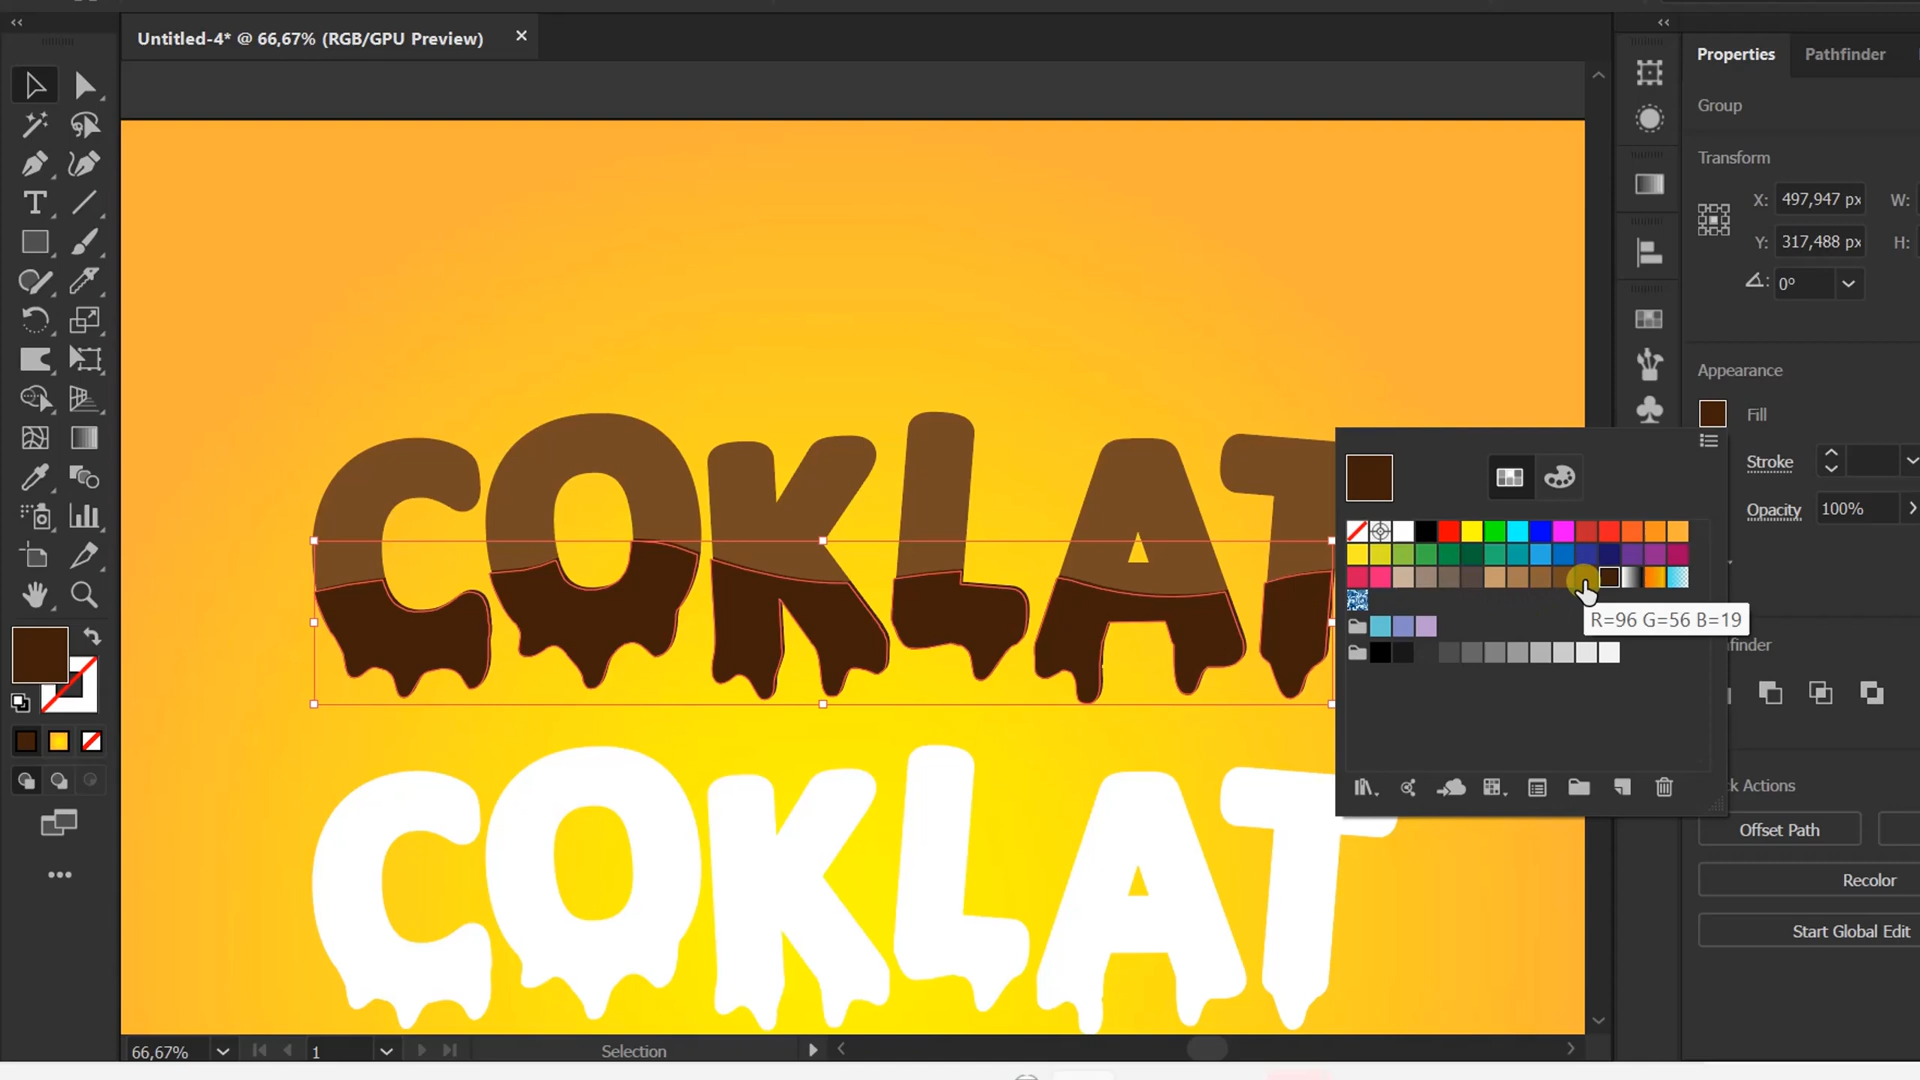 Untitled-4* @ 66,67% (RGB/GPU Preview)
Properties
Pathfinder
Group
Transform
X:
497,947 px
W:
Y:
317,488 px
H:
0°
Appearance
Fill
Stroke
Opacity
100%
COKLAT
R=96 G=56 B=19
finder
k Actions
COKLAT
Offset Path
Recolor
Start Global Edit
66,67%
1
Selection